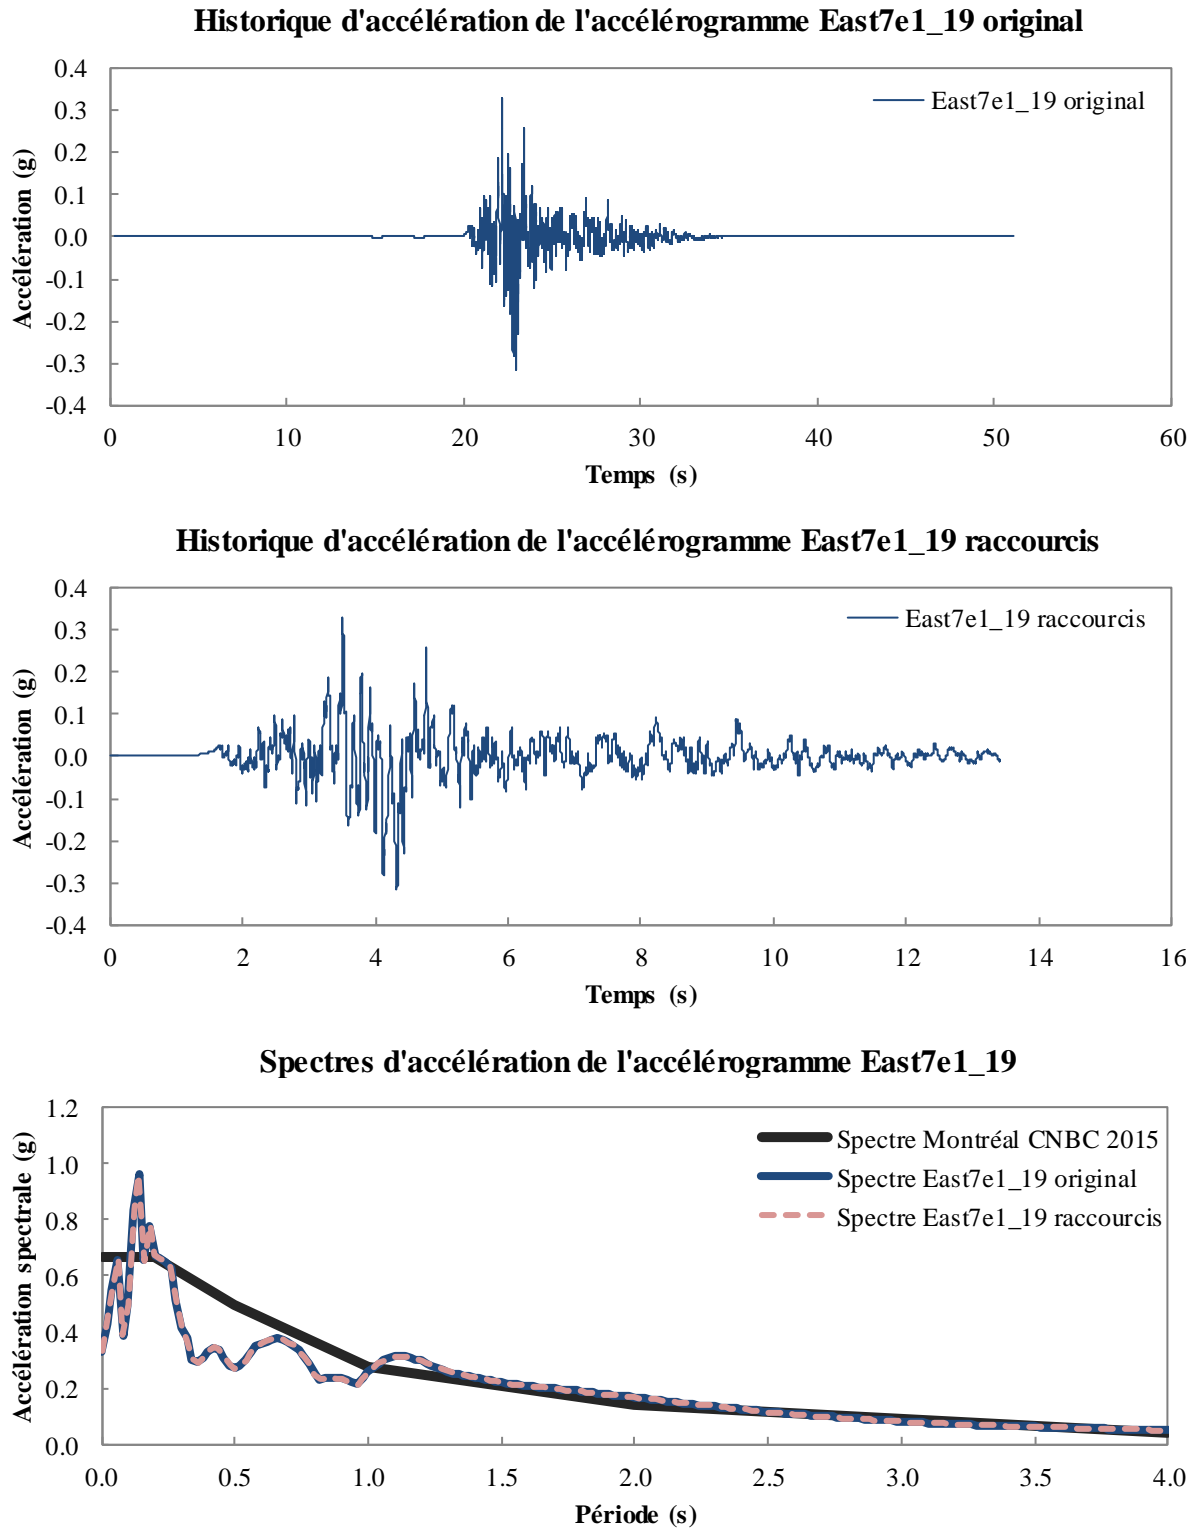 Historique d'accélération de l'accélérogramme East7e1_19 original
0.4
0.3
0.2
0.1
0.0
-0.1
-0.2
-0.3
-0.4
Accélération (g)
East7e1_19 original
0 10 20 30 40 50 60
Temps (s)
Historique d'accélération de l'accélérogramme East7e1_19 raccourcis
0.4
0.3
0.2
0.1
0.0
-0.1
-0.2
-0.3
-0.4
Accélération (g)
East7e1_19 raccourcis
0 2 4 6 8 10 12 14 16
Temps (s)
Spectres d'accélération de l'accélérogramme East7e1_19
1.2
1.0
0.8
0.6
0.4
0.2
0.0
Accélération spectrale (g)
Spectre Montréal CNBC 2015
Spectre East7e1_19 original
Spectre East7e1_19 raccourcis
0.0 0.5 1.0 1.5 2.0 2.5 3.0 3.5 4.0
Période (s)